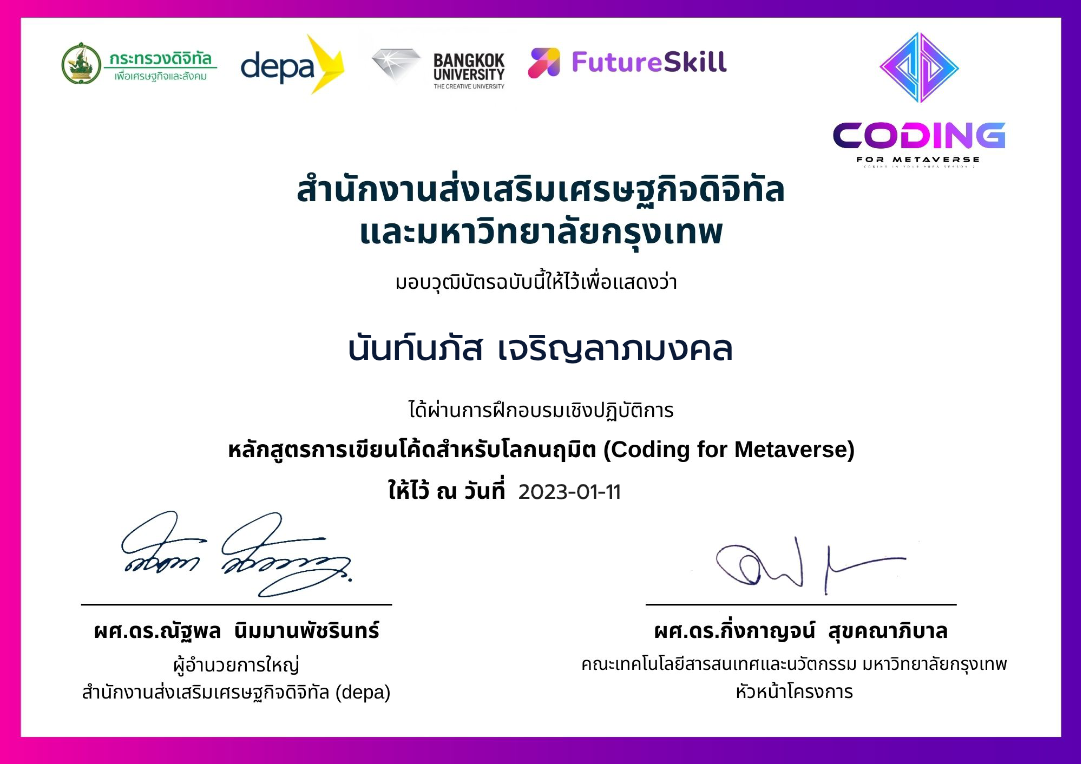 กระทรวงดิจิทัล
เพื่อเศรษฐกิจและสังคม
depa
BANGKOK
UNIVERSITY
THE CREATIVE UNIVERSITY
FutureSkill
CODING
FOR METAVERSE
สำนักงานส่งเสริมเศรษฐกิจดิจิทัล
และมหาวิทยาลัยกรุงเทพ
มอบวุฒิบัตรฉบับนี้ให้ไว้เพื่อแสดงว่า
นันท์นภัส เจริญลาภมงคล
ได้ผ่านการฝึกอบรมเชิงปฏิบัติการ
หลักสูตรการเขียนโค้ดสำหรับโลกนฤมิต (Coding for Metaverse)
ให้ไว้ ณ วันที่ 2023-01-11
ผศ.ดร.ณัฐพล นิมมานพัชรินทร์
ผู้อำนวยการใหญ่
สำนักงานส่งเสริมเศรษฐกิจดิจิทัล (depa)
ผศ.ดร.กิ่งกาญจน์ สุขคณาภิบาล
คณะเทคโนโลยีสารสนเทศและนวัตกรรม มหาวิทยาลัยกรุงเทพ
หัวหน้าโครงการ